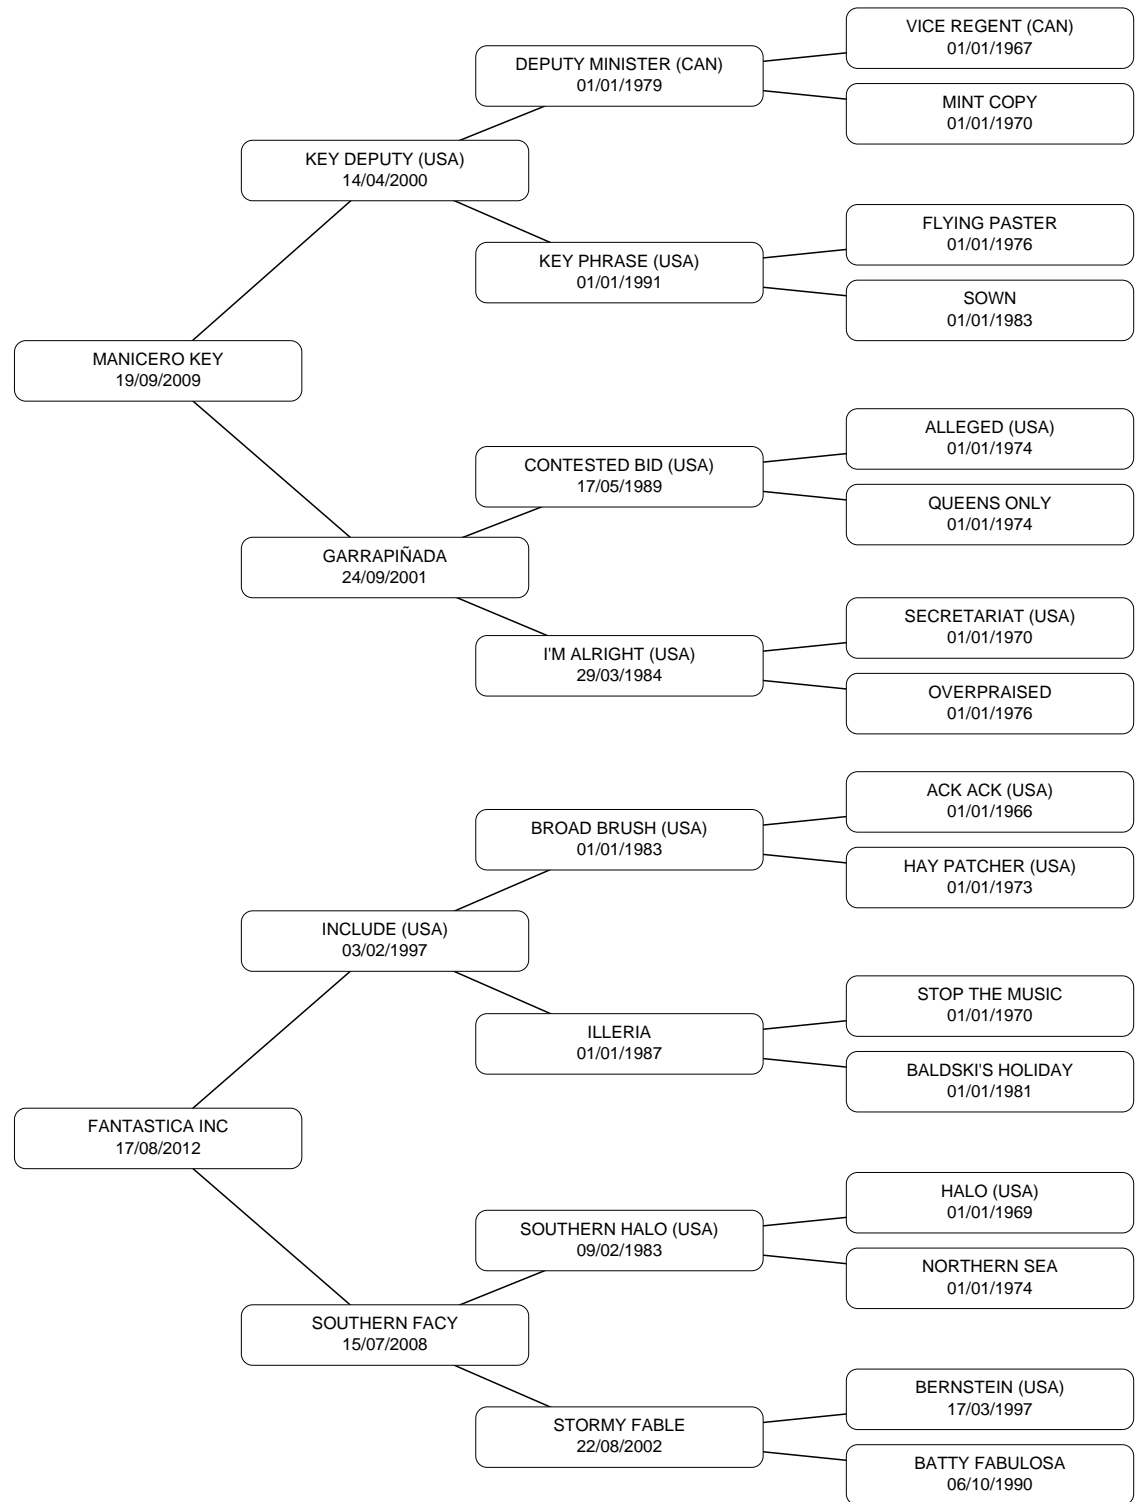 VICE REGENT (CAN)
01/01/1967
DEPUTY MINISTER (CAN)
01/01/1979
MINT COPY
01/01/1970
KEY DEPUTY (USA)
14/04/2000
FLYING PASTER
01/01/1976
KEY PHRASE (USA)
01/01/1991
SOWN
01/01/1983
MANICERO KEY
19/09/2009
ALLEGED (USA)
01/01/1974
CONTESTED BID (USA)
17/05/1989
QUEENS ONLY
01/01/1974
GARRAPIÑADA
24/09/2001
SECRETARIAT (USA)
01/01/1970
I'M ALRIGHT (USA)
29/03/1984
OVERPRAISED
01/01/1976
ACK ACK (USA)
01/01/1966
BROAD BRUSH (USA)
01/01/1983
HAY PATCHER (USA)
01/01/1973
INCLUDE (USA)
03/02/1997
STOP THE MUSIC
01/01/1970
ILLERIA
01/01/1987
BALDSKI'S HOLIDAY
01/01/1981
FANTASTICA INC
17/08/2012
HALO (USA)
01/01/1969
SOUTHERN HALO (USA)
09/02/1983
NORTHERN SEA
01/01/1974
SOUTHERN FACY
15/07/2008
BERNSTEIN (USA)
17/03/1997
STORMY FABLE
22/08/2002
BATTY FABULOSA
06/10/1990